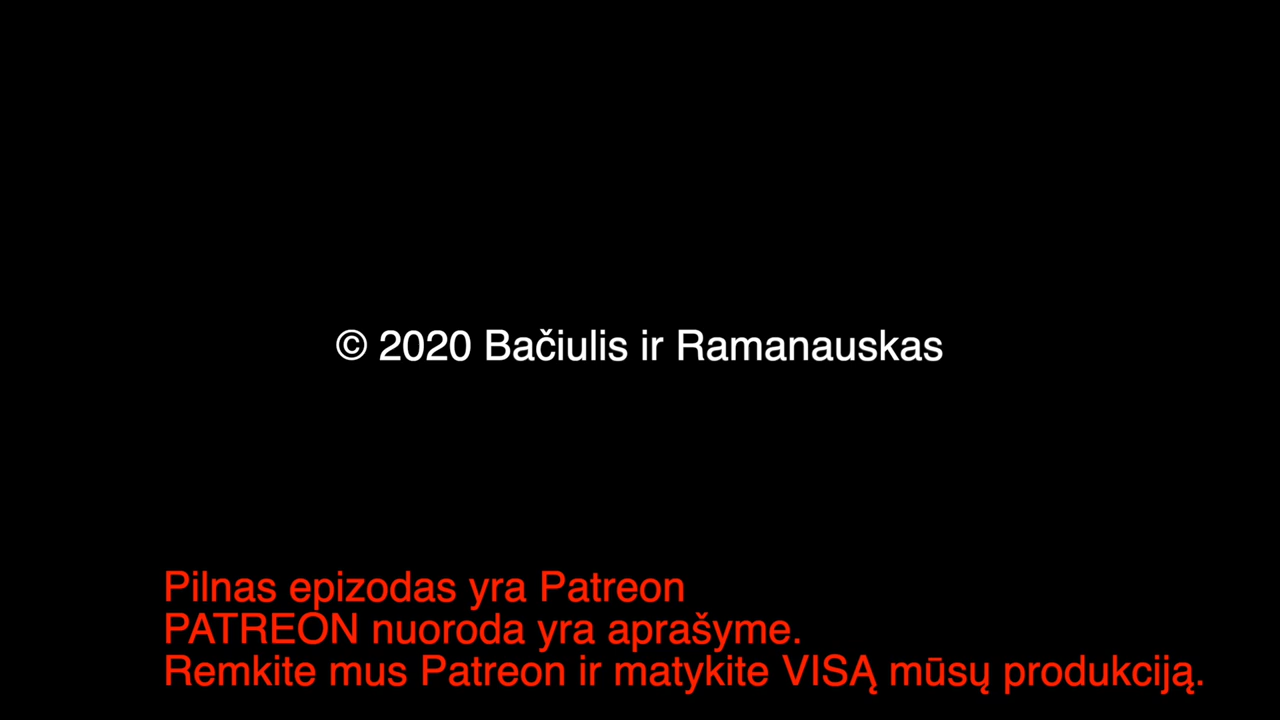 © 2020 Bačiulis ir Ramanauskas
Pilnas epizodas yra Patreon
PATREON nuoroda yra aprašyme.
Remkite mus Patreon ir matykite VISĄ mūsų produkciją.